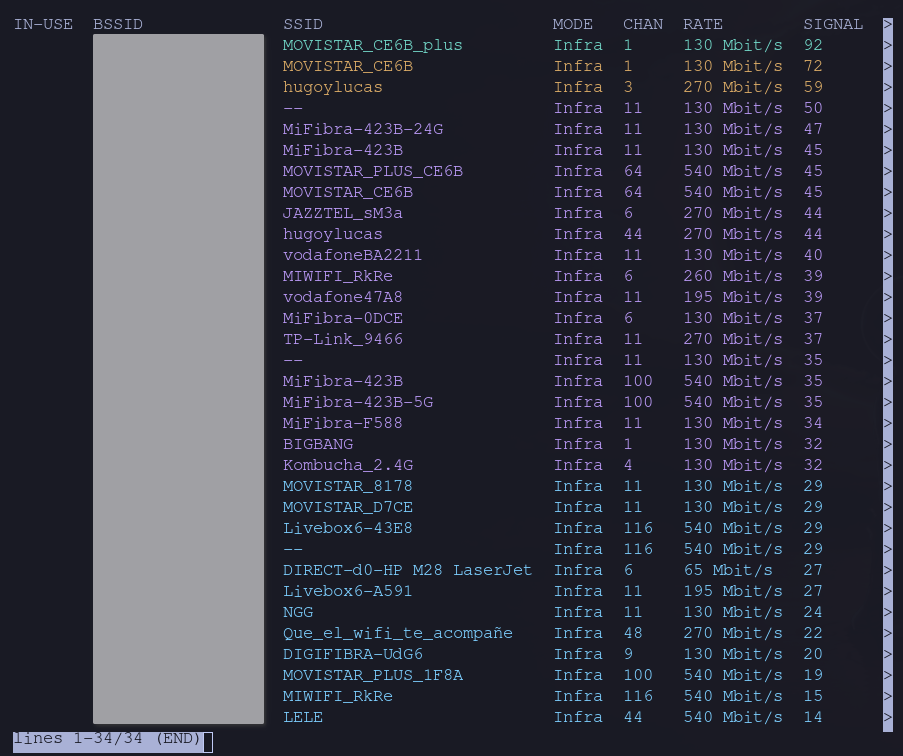 IN-USE BSSID SSID MODE CHAN RATE SIGNAL >
MOVISTAR_CE6B_plus Infra 1 130 Mbit/s 92 >
MOVISTAR_CE6B Infra 1 130 Mbit/s 72 >
hugoylucas Infra 3 270 Mbit/s 59 >
-- Infra 11 130 Mbit/s 50 >
MiFibra-423B-24G Infra 11 130 Mbit/s 47 >
MiFibra-423B Infra 11 130 Mbit/s 45 >
MOVISTAR_PLUS_CE6B Infra 64 540 Mbit/s 45 >
MOVISTAR_CE6B Infra 64 540 Mbit/s 45 >
JAZZTEL_sM3a Infra 6 270 Mbit/s 44 >
hugoylucas Infra 44 270 Mbit/s 44 >
vodafoneBA2211 Infra 11 130 Mbit/s 40 >
MIWIFI_RkRe Infra 6 260 Mbit/s 39 >
vodafone47A8 Infra 11 195 Mbit/s 39 >
MiFibra-0DCE Infra 6 130 Mbit/s 37 >
TP-Link_9466 Infra 11 270 Mbit/s 37 >
-- Infra 11 130 Mbit/s 35 >
MiFibra-423B Infra 100 540 Mbit/s 35 >
MiFibra-423B-5G Infra 100 540 Mbit/s 35 >
MiFibra-F588 Infra 11 130 Mbit/s 34 >
BIGBANG Infra 1 130 Mbit/s 32 >
Kombucha_2.4G Infra 4 130 Mbit/s 32 >
MOVISTAR_8178 Infra 11 130 Mbit/s 29 >
MOVISTAR_D7CE Infra 11 130 Mbit/s 29 >
Livebox6-43E8 Infra 116 540 Mbit/s 29 >
-- Infra 116 540 Mbit/s 29 >
DIRECT-d0-HP M28 LaserJet Infra 6 65 Mbit/s 27 >
Livebox6-A591 Infra 11 195 Mbit/s 27 >
NGG Infra 11 130 Mbit/s 24 >
Que_el_wifi_te_acompañe Infra 48 270 Mbit/s 22 >
DIGIFIBRA-UdG6 Infra 9 130 Mbit/s 20 >
MOVISTAR_PLUS_1F8A Infra 100 540 Mbit/s 19 >
MIWIFI_RkRe Infra 116 540 Mbit/s 15 >
LELE Infra 44 270 Mbit/s 14 >
lines 1-34/34 (END)